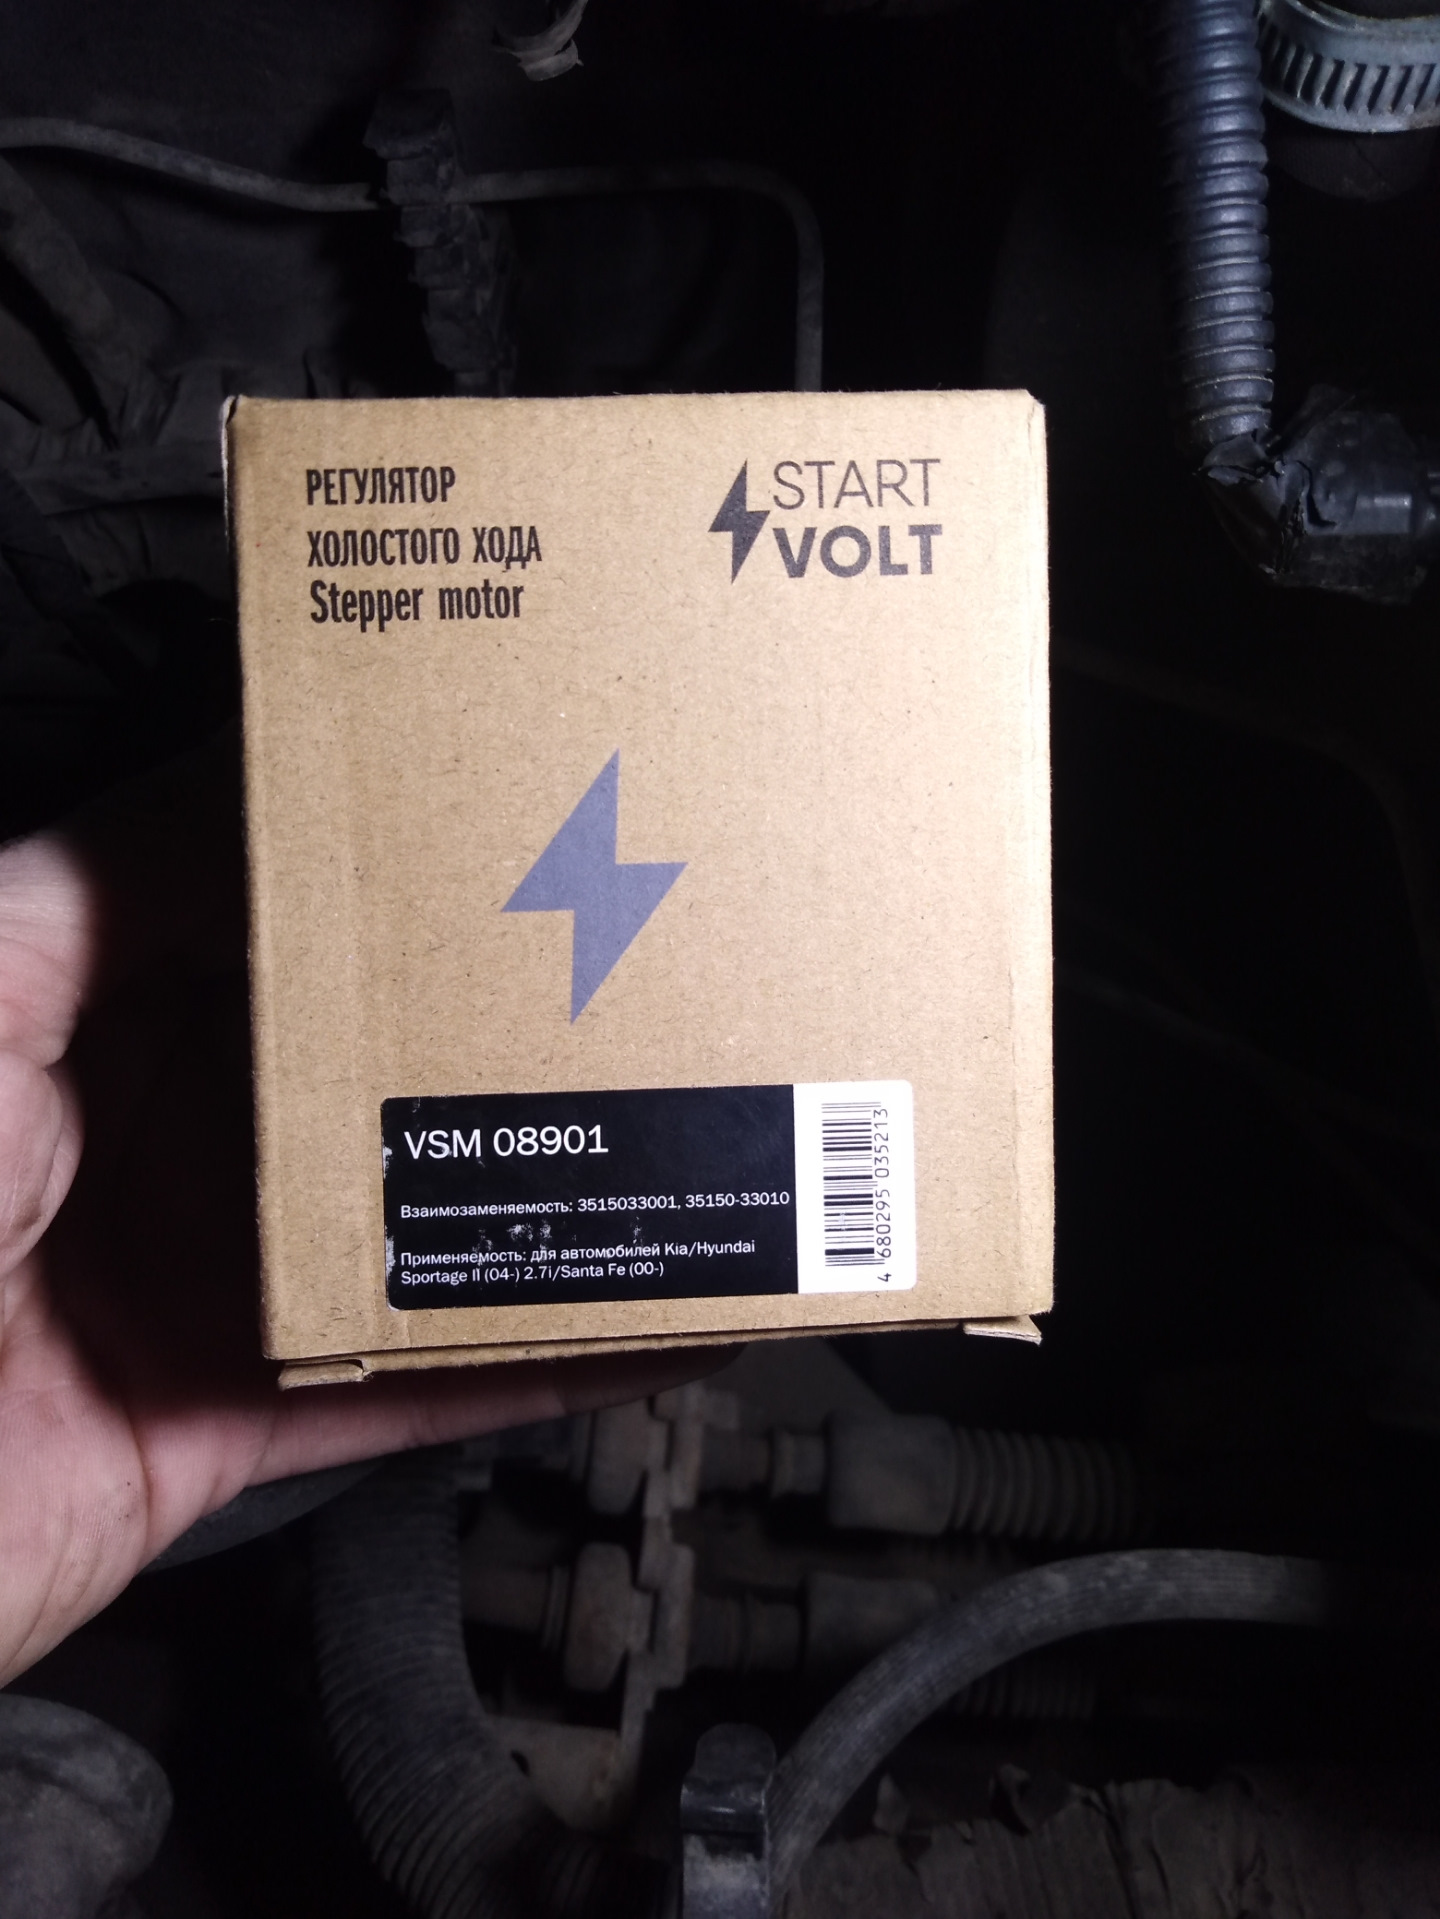 РЕГУЛЯТОР
ХОЛОСТОГО ХОДА
Stepper motor
START
VOLT
VSM 08901
Взаимозаменяемость: 3515033001, 35150-33010
Применяемость: для автомобилей Kia/Hyundai
Sportage II (04-) 2.7i/Santa Fe (00-)
4 680295 035213